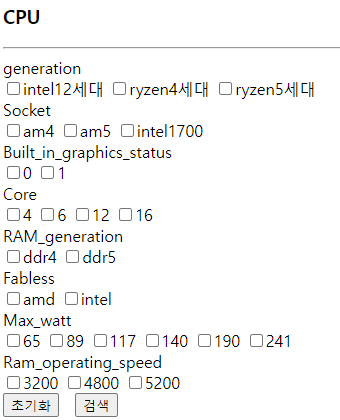 CPU
generation
intel12세대 ryzen4세대 ryzen5세대
Socket
am4 am5 intel1700
Built_in_graphics_status
0 1
Core
4 6 12 16
RAM_generation
ddr4 ddr5
Fabless
amd intel
Max_watt
65 89 117 140 190 241
Ram_operating_speed
3200 4800 5200
초기화 검색